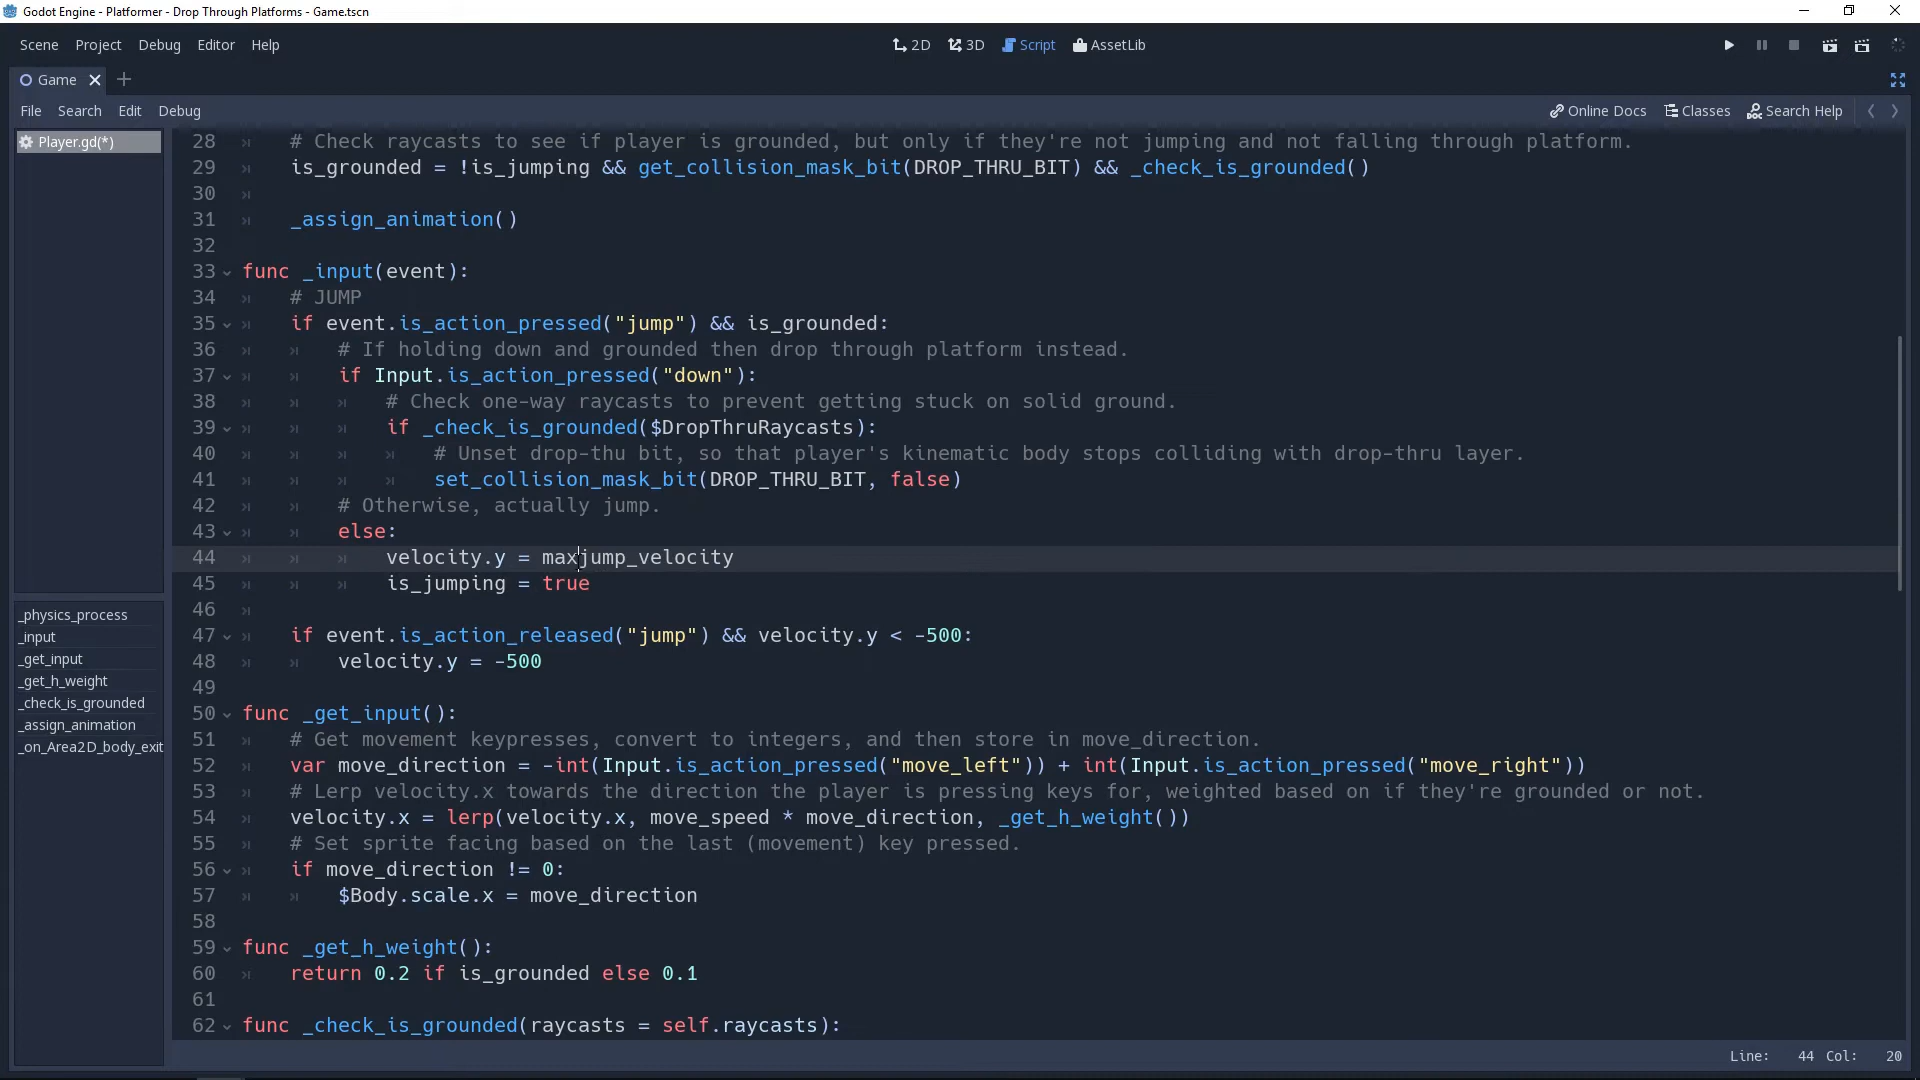 Godot Engine - Platformer - Drop Through Platforms - Game.tscn
Scene Project Debug Editor Help
2D 3D Script AssetLib
Game
File Search Edit Debug
Online Docs Classes Search Help
Player.gd(*)
28 # Check raycasts to see if player is grounded, but only if they're not jumping and not falling through platform.
29 is_grounded = !is_jumping && get_collision_mask_bit(DROP_THRU_BIT) && _check_is_grounded()
30
31 _assign_animation()
32
33 func _input(event):
34 # JUMP
35 if event.is_action_pressed("jump") && is_grounded:
36 # If holding down and grounded then drop through platform instead.
37 if Input.is_action_pressed("down"):
38 # Check one-way raycasts to prevent getting stuck on solid ground.
39 if _check_is_grounded($DropThruRaycasts):
40 # Unset drop-thu bit, so that player's kinematic body stops colliding with drop-thru layer.
41 set_collision_mask_bit(DROP_THRU_BIT, false)
42 # Otherwise, actually jump.
43 else:
44 velocity.y = maxjump_velocity
45 is_jumping = true
46
47 if event.is_action_released("jump") && velocity.y < -500:
48 velocity.y = -500
49
50 func _get_input():
51 # Get movement keypresses, convert to integers, and then store in move_direction.
52 var move_direction = -int(Input.is_action_pressed("move_left")) + int(Input.is_action_pressed("move_right"))
53 # Lerp velocity.x towards the direction the player is pressing keys for, weighted based on if they're grounded or not.
54 velocity.x = lerp(velocity.x, move_speed * move_direction, _get_h_weight())
55 # Set sprite facing based on the last (movement) key pressed.
56 if move_direction != 0:
57 $Body.scale.x = move_direction
58
59 func _get_h_weight():
60 return 0.2 if is_grounded else 0.1
61
62 func _check_is_grounded(raycasts = self.raycasts):
_physics_process
_input
_get_input
_get_h_weight
_check_is_grounded
_assign_animation
_on_Area2D_body_exit
Line: 44 Col: 20